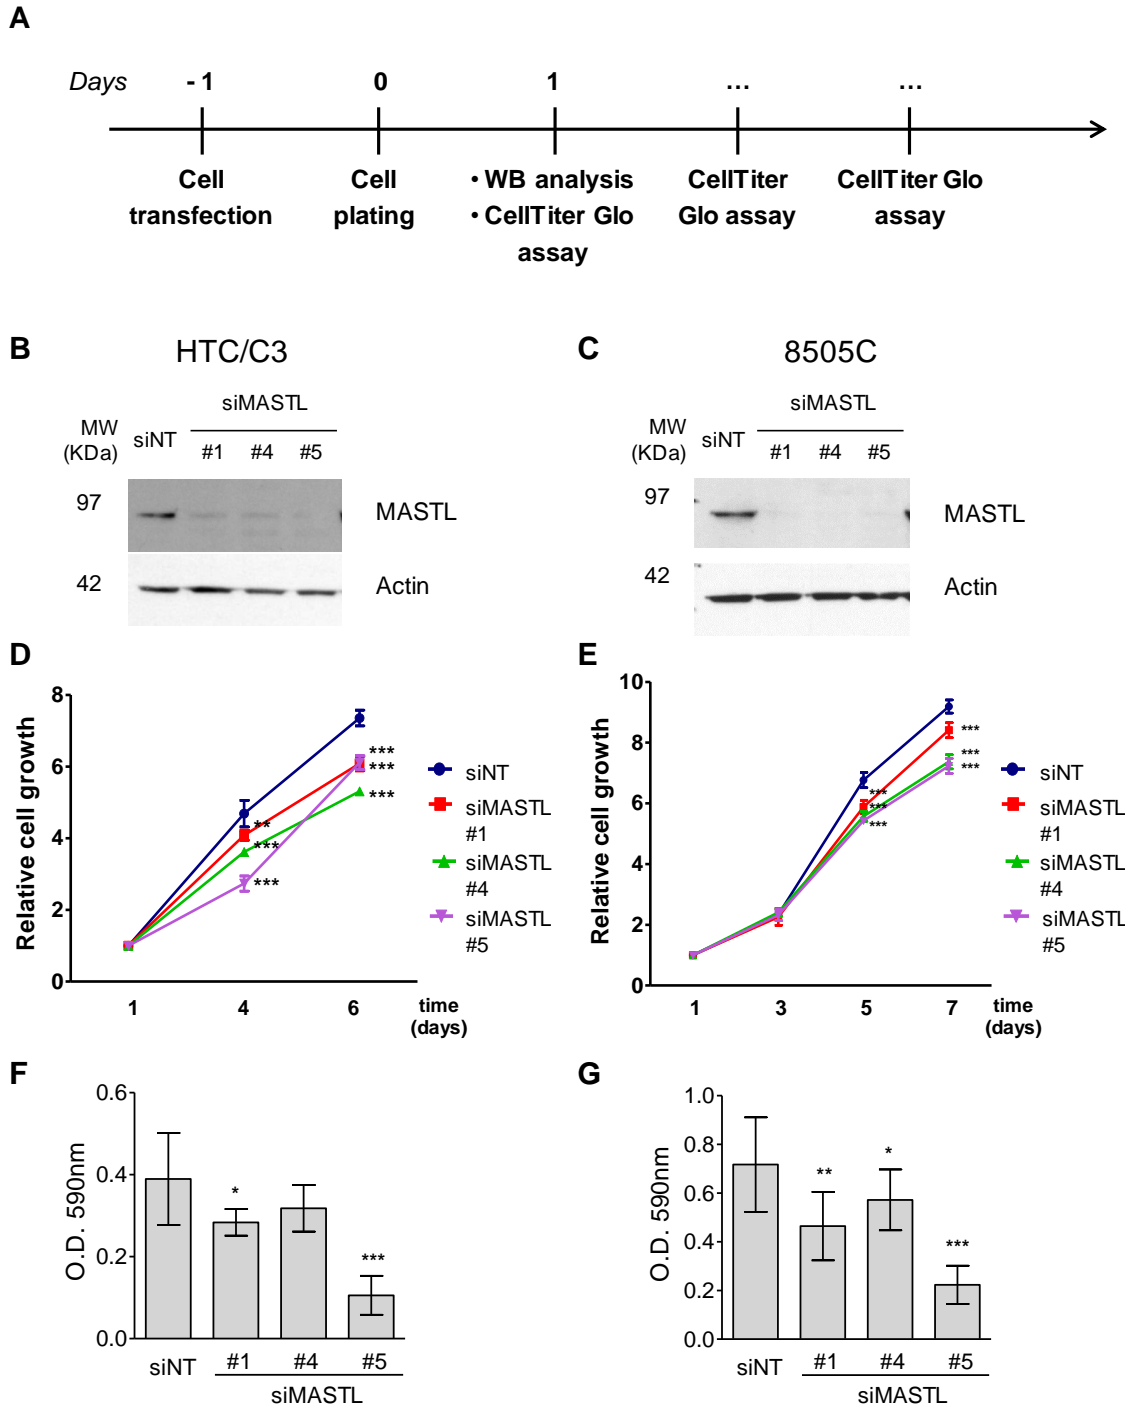 A
Days - 1 0 1 ... ...
Cell transfection
Cell plating
• WB analysis
• CellTiter Glo assay
CellTiter Glo assay
CellTiter Glo assay
B
HTC/C3
siMASTL
MW (KDa) siNT #1 #4 #5
97 MASTL
42 Actin
C
8505C
siMASTL
MW (KDa) siNT #1 #4 #5
97 MASTL
42 Actin
D
Relative cell growth
8
6
4
2
0
1 4 6 time (days)
** *** ***
*** *** ***
siNT
siMASTL #1
siMASTL #4
siMASTL #5
E
Relative cell growth
10
8
6
4
2
0
1 3 5 7 time (days)
*** *** ***
*** *** ***
siNT
siMASTL #1
siMASTL #4
siMASTL #5
F
O.D. 590nm
0.6
0.4
0.2
0.0
* ***
siNT #1 #4 #5
siMASTL
G
O.D. 590nm
1.0
0.8
0.6
0.4
0.2
0.0
** * ***
siNT #1 #4 #5
siMASTL